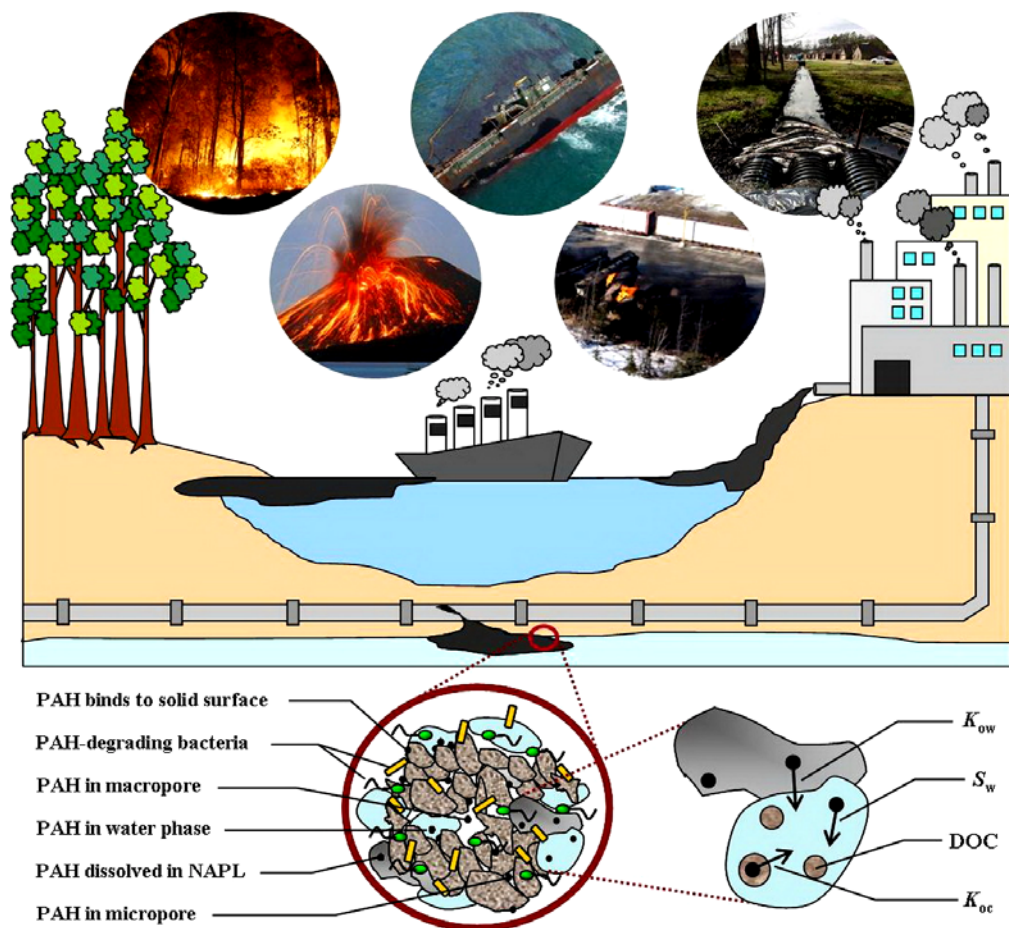 PAH binds to solid surface
PAH-degrading bacteria
PAH in macropore
PAH in water phase
PAH dissolved in NAPL
PAH in micropore
Kow
Sw
DOC
Koc